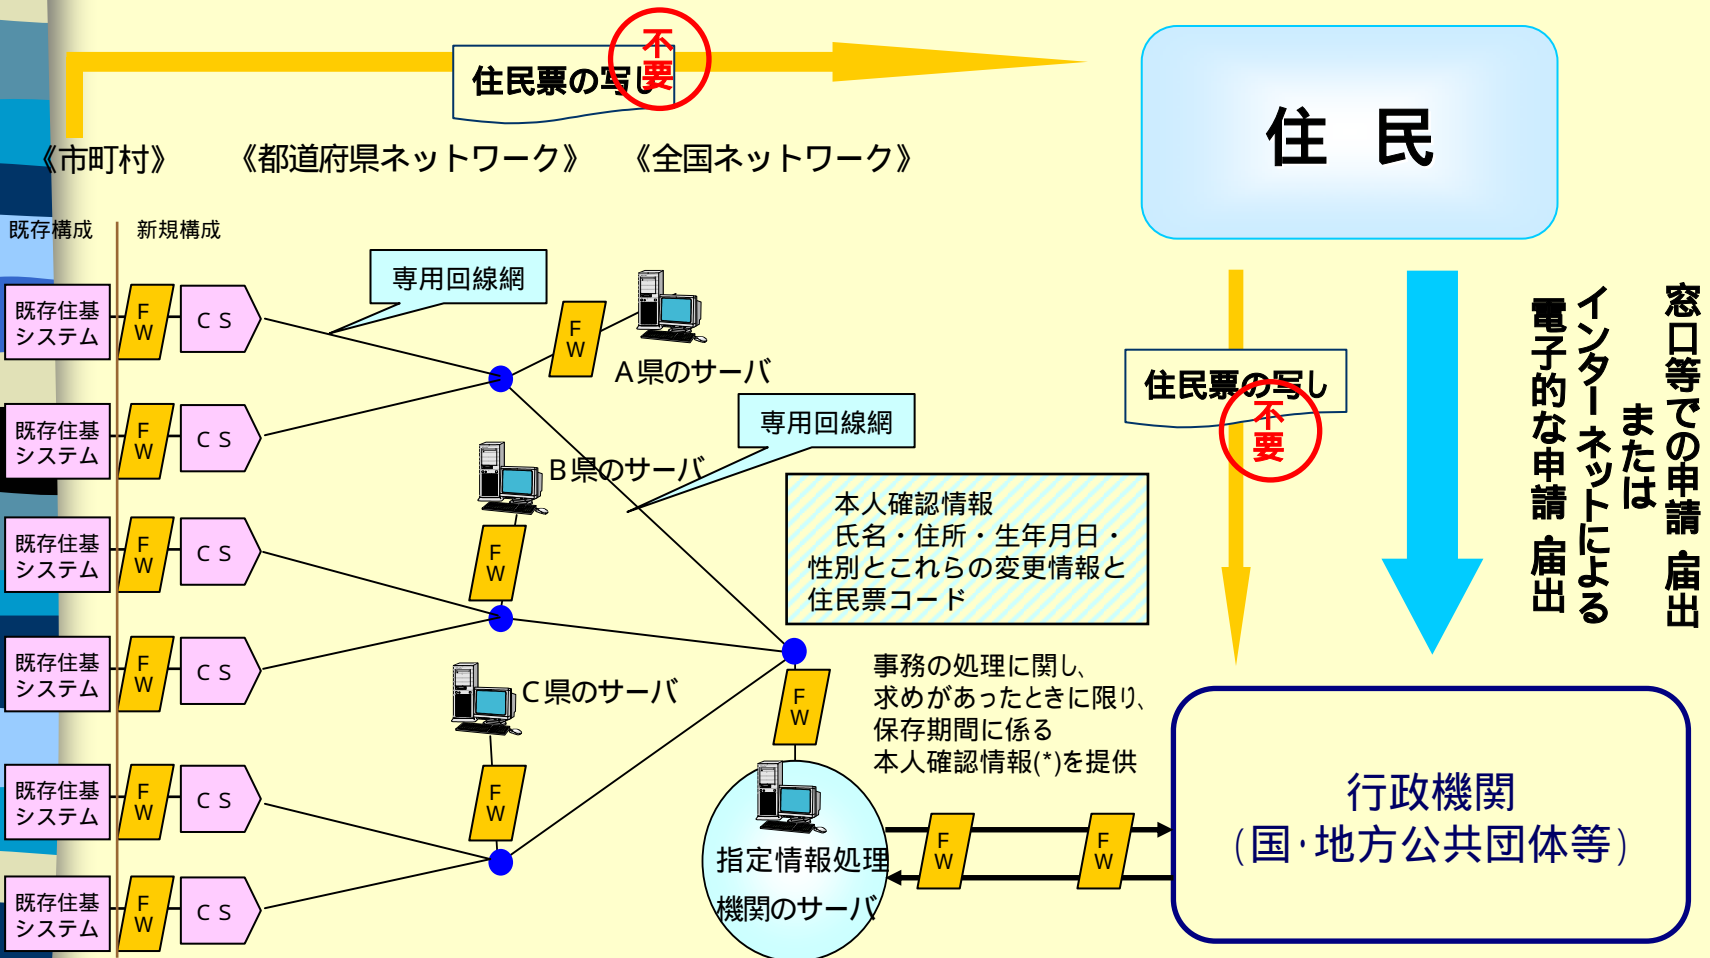 住民票の写し
不要
《市町村》
《都道府県ネットワーク》
《全国ネットワーク》
住 民
既存構成
新規構成
専用回線網
既存住基
システム
FW
CS
既存住基
システム
FW
CS
既存住基
システム
FW
CS
既存住基
システム
FW
CS
既存住基
システム
FW
CS
既存住基
システム
FW
CS
FW
A県のサーバ
専用回線網
B県のサーバ
FW
C県のサーバ
FW
本人確認情報
氏名・住所・生年月日・
性別とこれらの変更情報と
住民票コード
FW
事務の処理に関し、
求めがあったときに限り、
保存期間に係る
本人確認情報(*)を提供
指定情報処理
機関のサーバ
FW
FW
住民票の写し
不要
窓口等での申請・届出
または
インターネットによる
電子的な申請・届出
行政機関
(国・地方公共団体等)